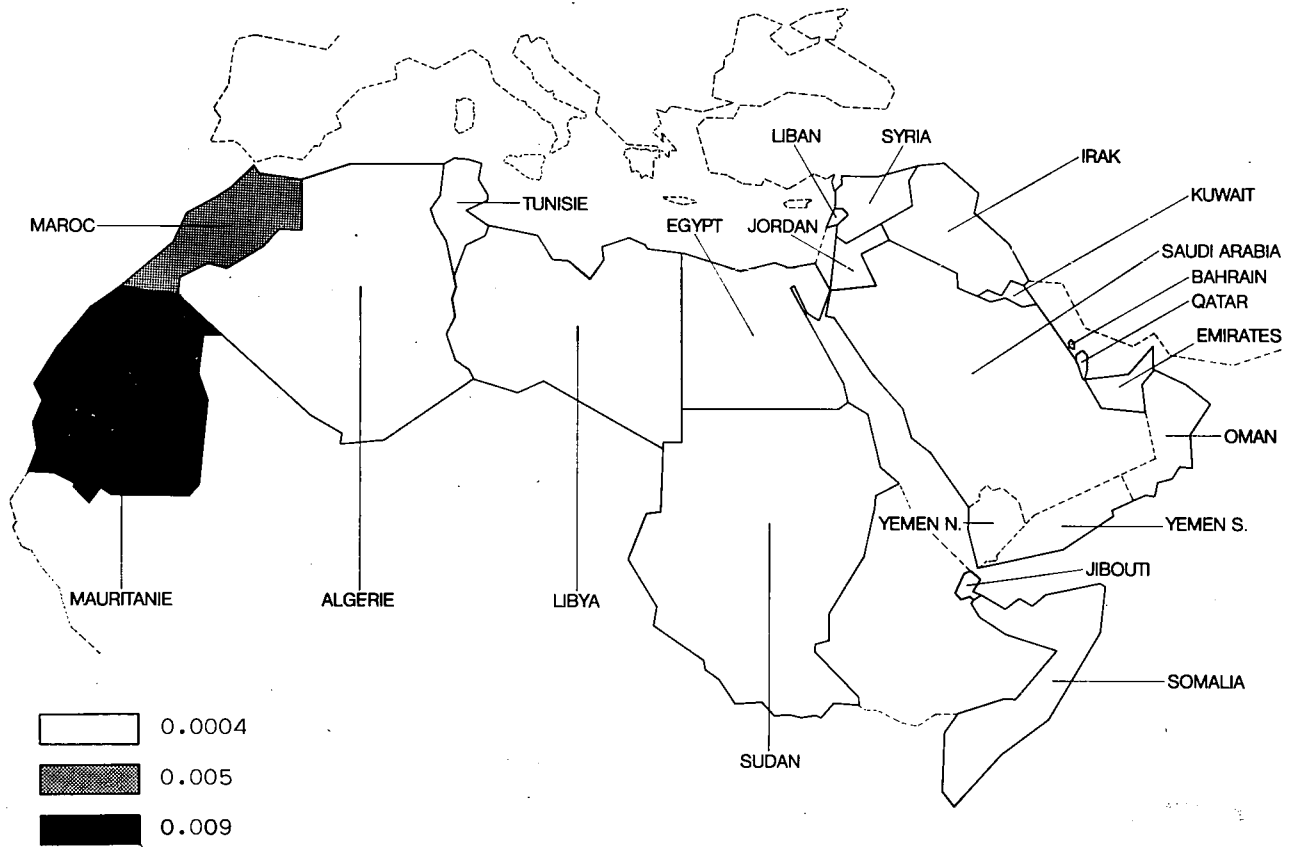 LIBAN
SYRIA
IRAK
KUWAIT
MAROC
TUNISIE
EGYPT
JORDAN
SAUDI ARABIA
BAHRAIN
QATAR
EMIRATES
OMAN
YEMEN N.
YEMEN S.
JIBOUTI
MAURITANIE
ALGERIE
LIBYA
SOMALIA
SUDAN
0.0004
0.005
0.009